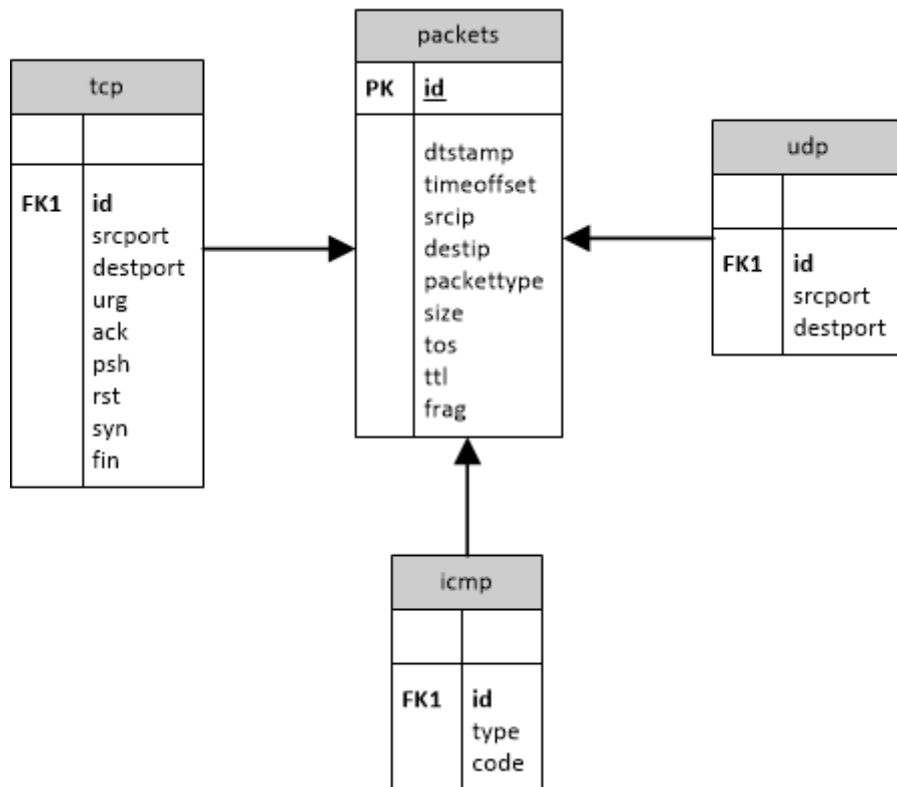 packets
PK id
dtstamp
timeoffset
srcip
destip
packettype
size
tos
ttl
frag
tcp
FK1 id
srcport
destport
urg
ack
psh
rst
syn
fin
udp
FK1 id
srcport
destport
icmp
FK1 id
type
code